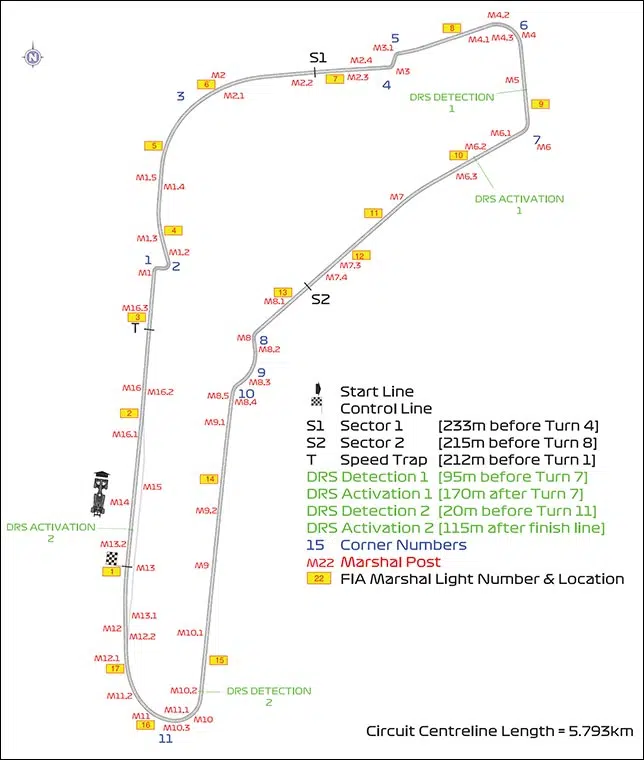 N
M4.2
6
5
8
M4.1
M4.3
M4
M3.1
S1
M2.4
M2
M2.2
7
M2.3
M3
4
6
M2.1
3
M5
DRS DETECTION
1
9
5
M6.1
7
M6.2
M6
10
M6.3
M1.5
M1.4
M7
DRS ACTIVATION
1
11
4
M1.3
M1.2
12
1
2
M7.3
M1
M7.4
13
S2
M8.1
M16.3
3
T
M8
8
M8.2
9
M8.3
M16
M16.2
M8.5
10
M8.4
2
M9.1
M16.1
Start Line
Control Line
S1 Sector 1 [233m before Turn 4]
S2 Sector 2 [215m before Turn 8]
T Speed Trap [212m before Turn 1]
DRS Detection 1 [95m before Turn 7]
DRS Activation 1 [170m after Turn 7]
DRS Detection 2 [20m before Turn 11]
DRS Activation 2 [115m after finish line]
15 Corner Numbers
M22 Marshal Post
22 FIA Marshal Light Number & Location
14
M15
M14
M9.2
DRS ACTIVATION
2
M13.2
M13
1
M9
M13.1
M12
M12.2
M10.1
M12.1
15
17
M10.2
DRS DETECTION
2
M11.2
M11.1
M11
M10
16
M10.3
11
Circuit Centreline Length = 5.793km